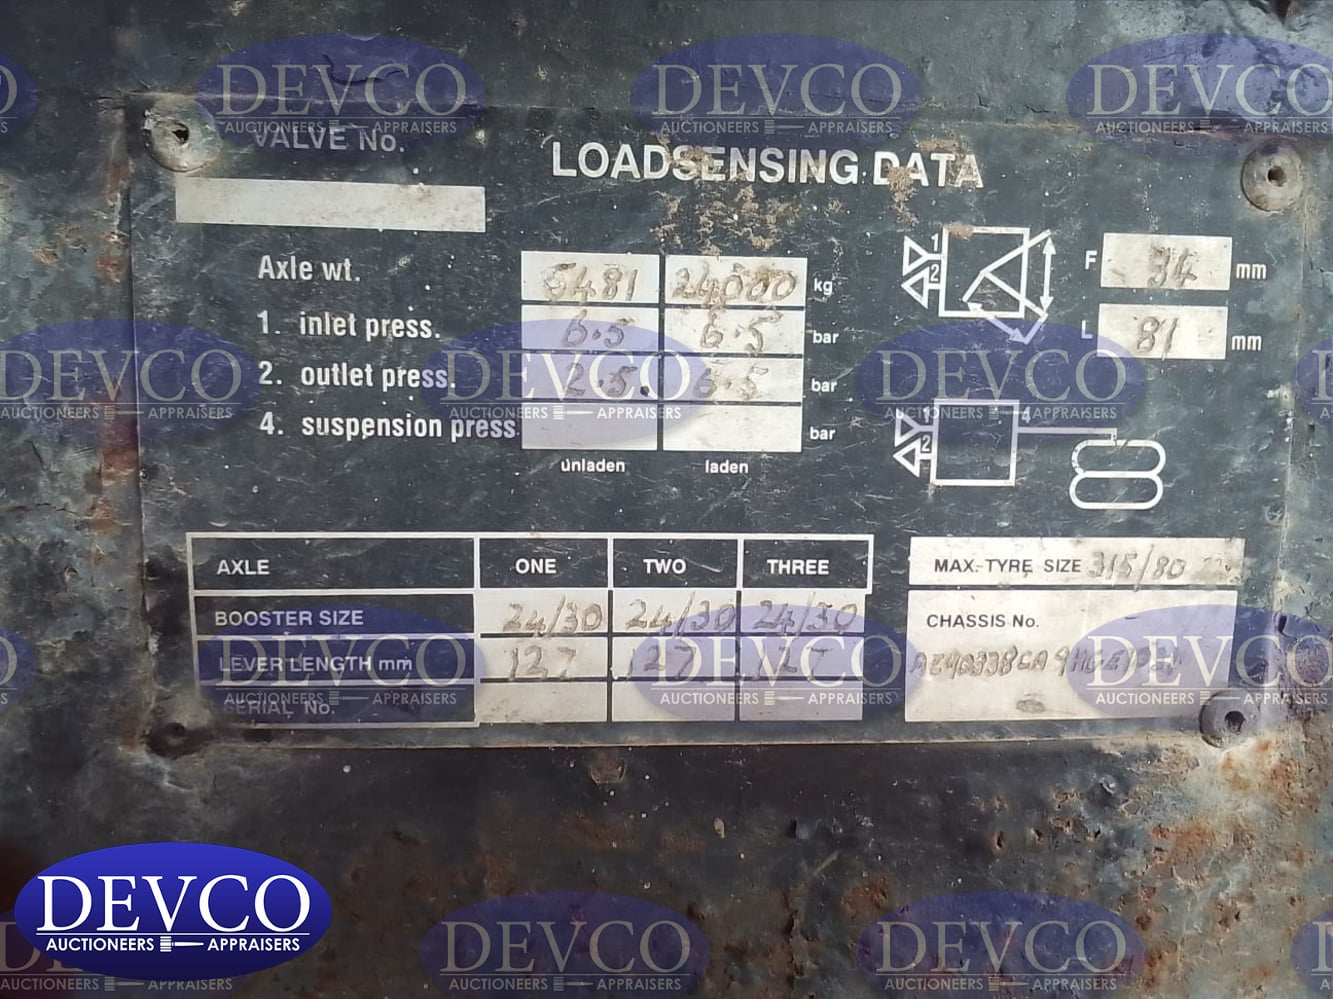 VALVE No.
LOADSENSING DATA
Axle wt. 5481 24000 kg
1. inlet press. 6.5 6.5 bar
2. outlet press. 2.5 6.5 bar
4. suspension press bar
unladen laden
1
2
F 34 mm
L 81 mm
1 4
2
AXLE ONE TWO THREE
BOOSTER SIZE 24/30 24/30 24/30
LEVER LENGTH mm 127 127 127
SERIAL No.
MAX. TYRE SIZE 315/80
CHASSIS No.
DEVCO
AUCTIONEERS APPRAISERS